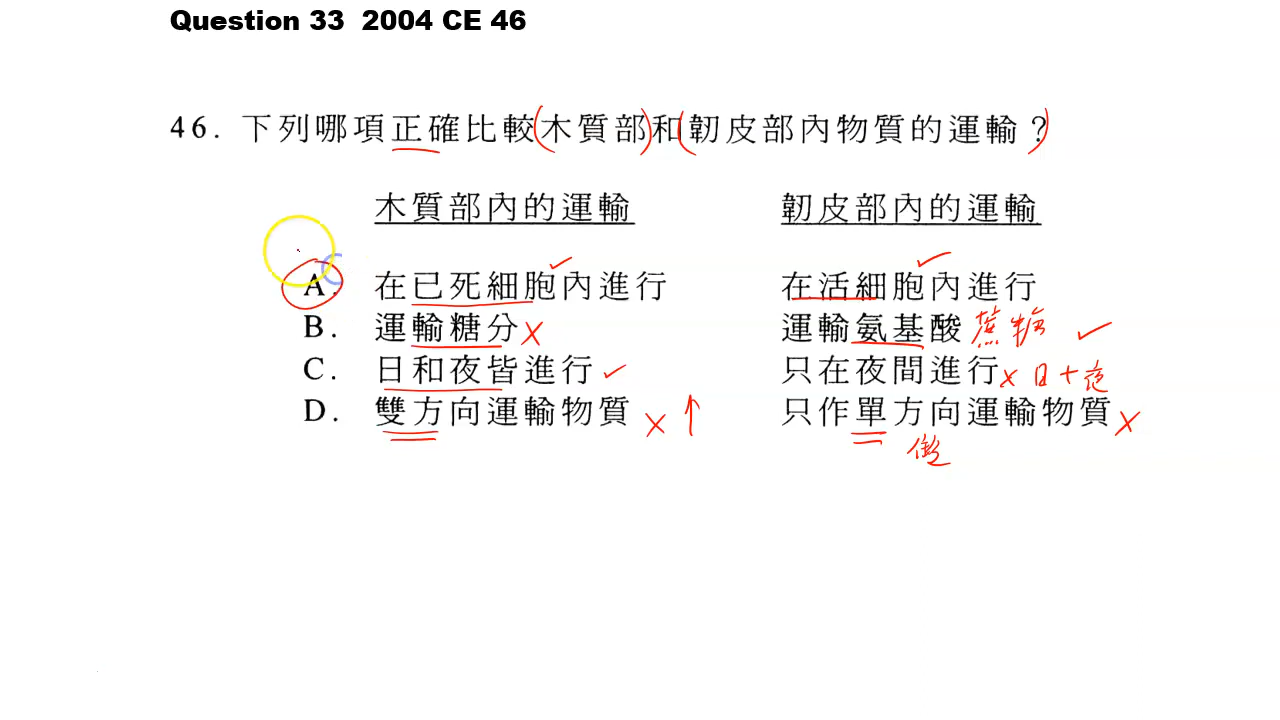 Question 33 2004 CE 46
46. 下列哪項正確比較(木質部)和(韌皮部內物質的運輸?)
木質部內的運輸 韌皮部內的運輸
A. 在已死細胞內進行 ✓ 在活細胞內進行 ✓
B. 運輸糖分 x 運輸氨基酸 蔗糖 ✓
C. 日和夜皆進行 ✓ 只在夜間進行 x 日+夜
D. 雙方向運輸物質 x ↑ 只作單方向運輸物質 x